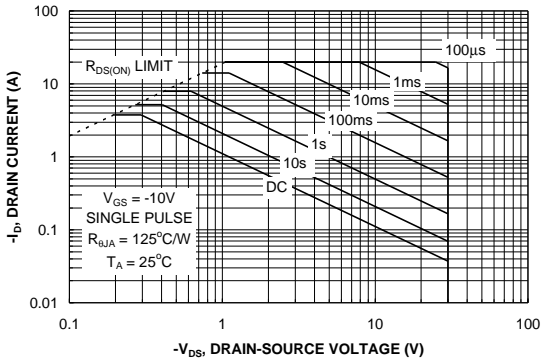 100
10
1
0.1
0.01
-I_D, DRAIN CURRENT (A)
R_DS(ON) LIMIT
100µs
1ms
10ms
100ms
1s
10s
DC
V_GS = -10V
SINGLE PULSE
R_θJA = 125°C/W
T_A = 25°C
0.1
1
10
100
-V_DS, DRAIN-SOURCE VOLTAGE (V)